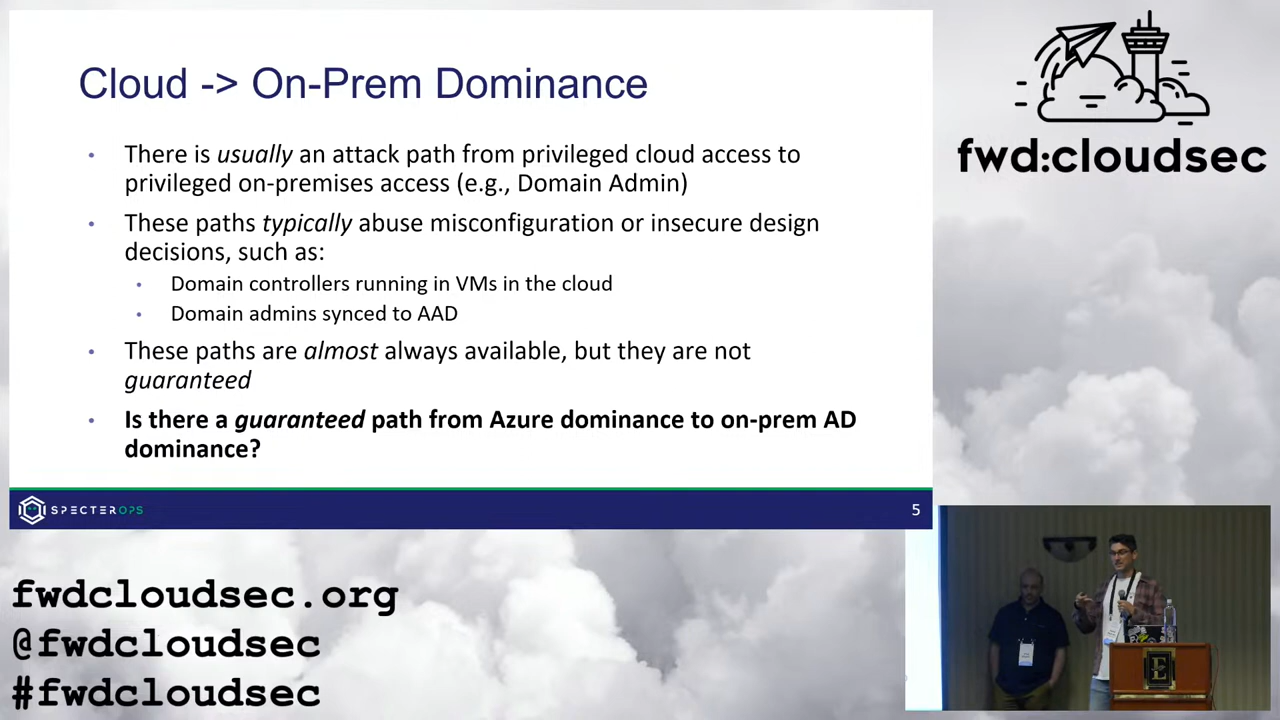 Cloud -> On-Prem Dominance
• There is usually an attack path from privileged cloud access to
privileged on-premises access (e.g., Domain Admin)
• These paths typically abuse misconfiguration or insecure design
decisions, such as:
• Domain controllers running in VMs in the cloud
• Domain admins synced to AAD
• These paths are almost always available, but they are not
guaranteed
• Is there a guaranteed path from Azure dominance to on-prem AD
dominance?
SPECTEROPS
5
fwd:cloudsec
fwdcloudsec.org
@fwdcloudsec
#fwdcloudsec